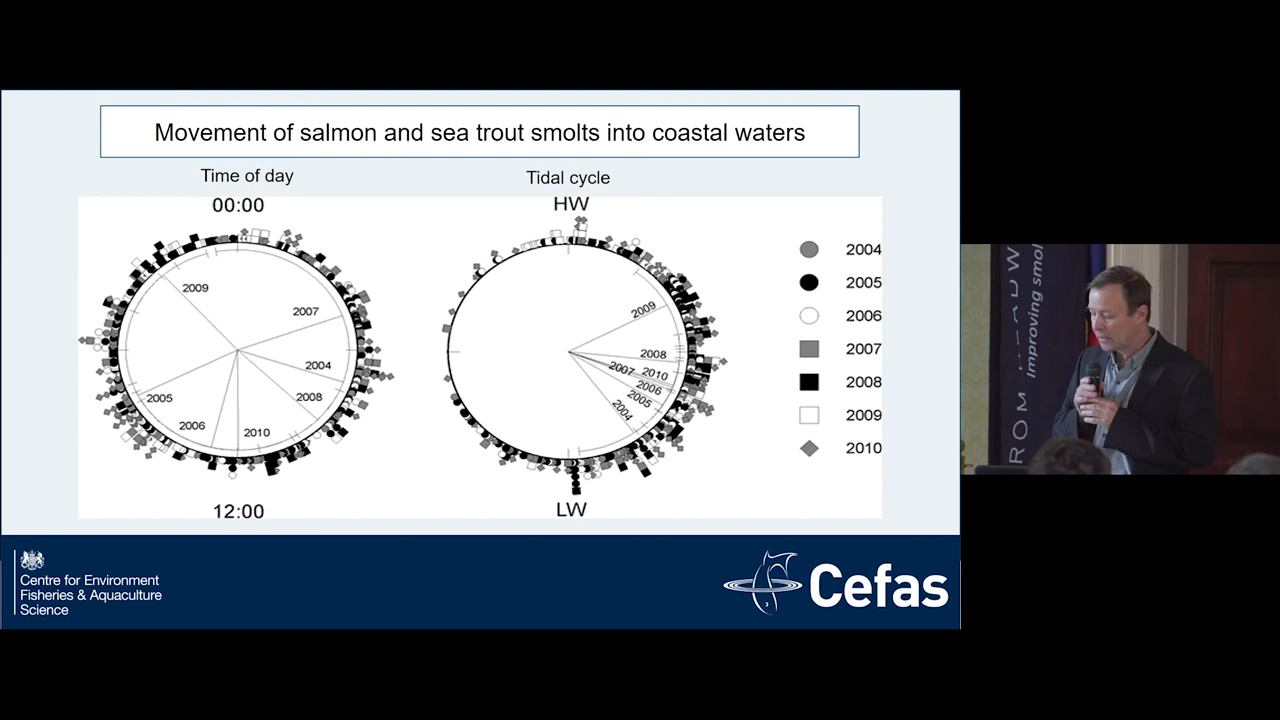 Movement of salmon and sea trout smolts into coastal waters
Time of day
Tidal cycle
00:00
HW
2009
2007
2004
2008
2005
2006
2010
12:00
2009
2008
2010
2007
2006
2005
2004
LW
2004
2005
2006
2007
2008
2009
2010
Centre for Environment
Fisheries & Aquaculture
Science
Cefas
ROM
Improving smol